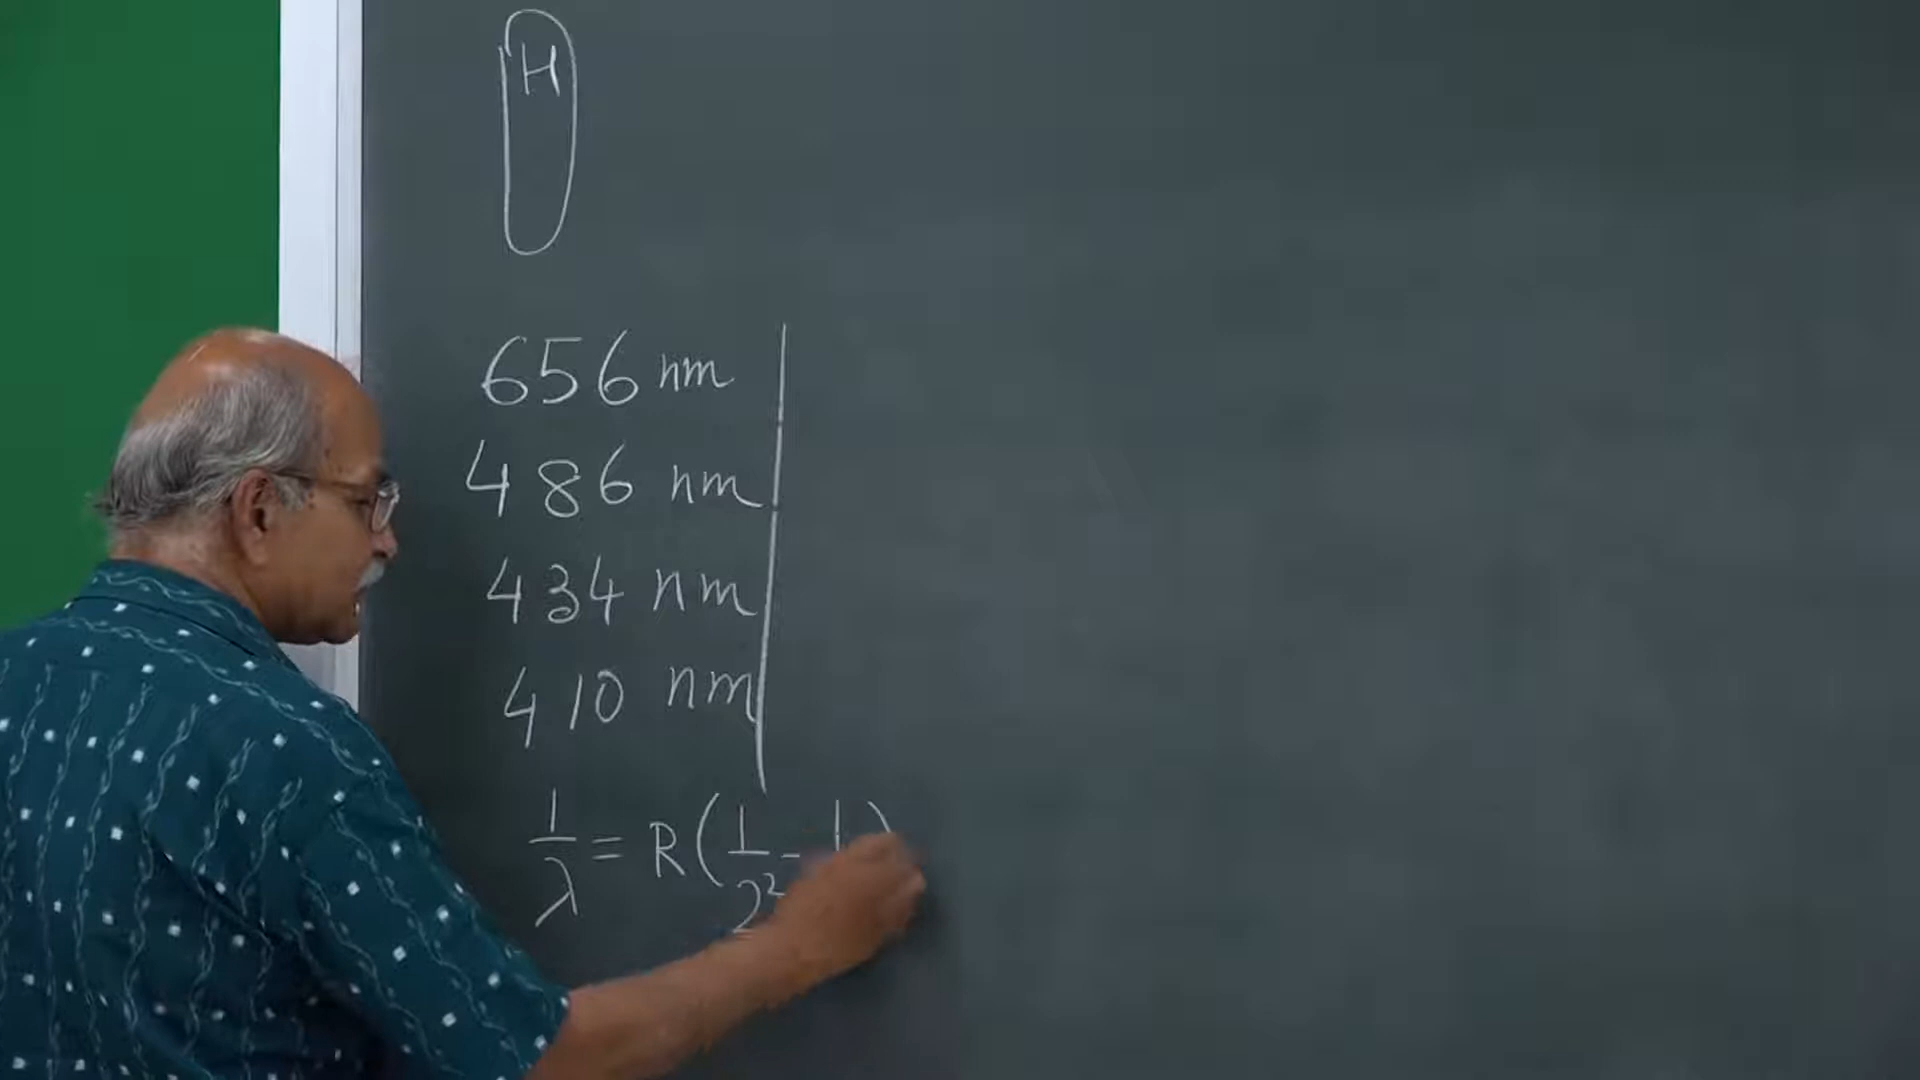 H
656 nm
486 nm
434 nm
410 nm
1/λ = R(1/2² - 1